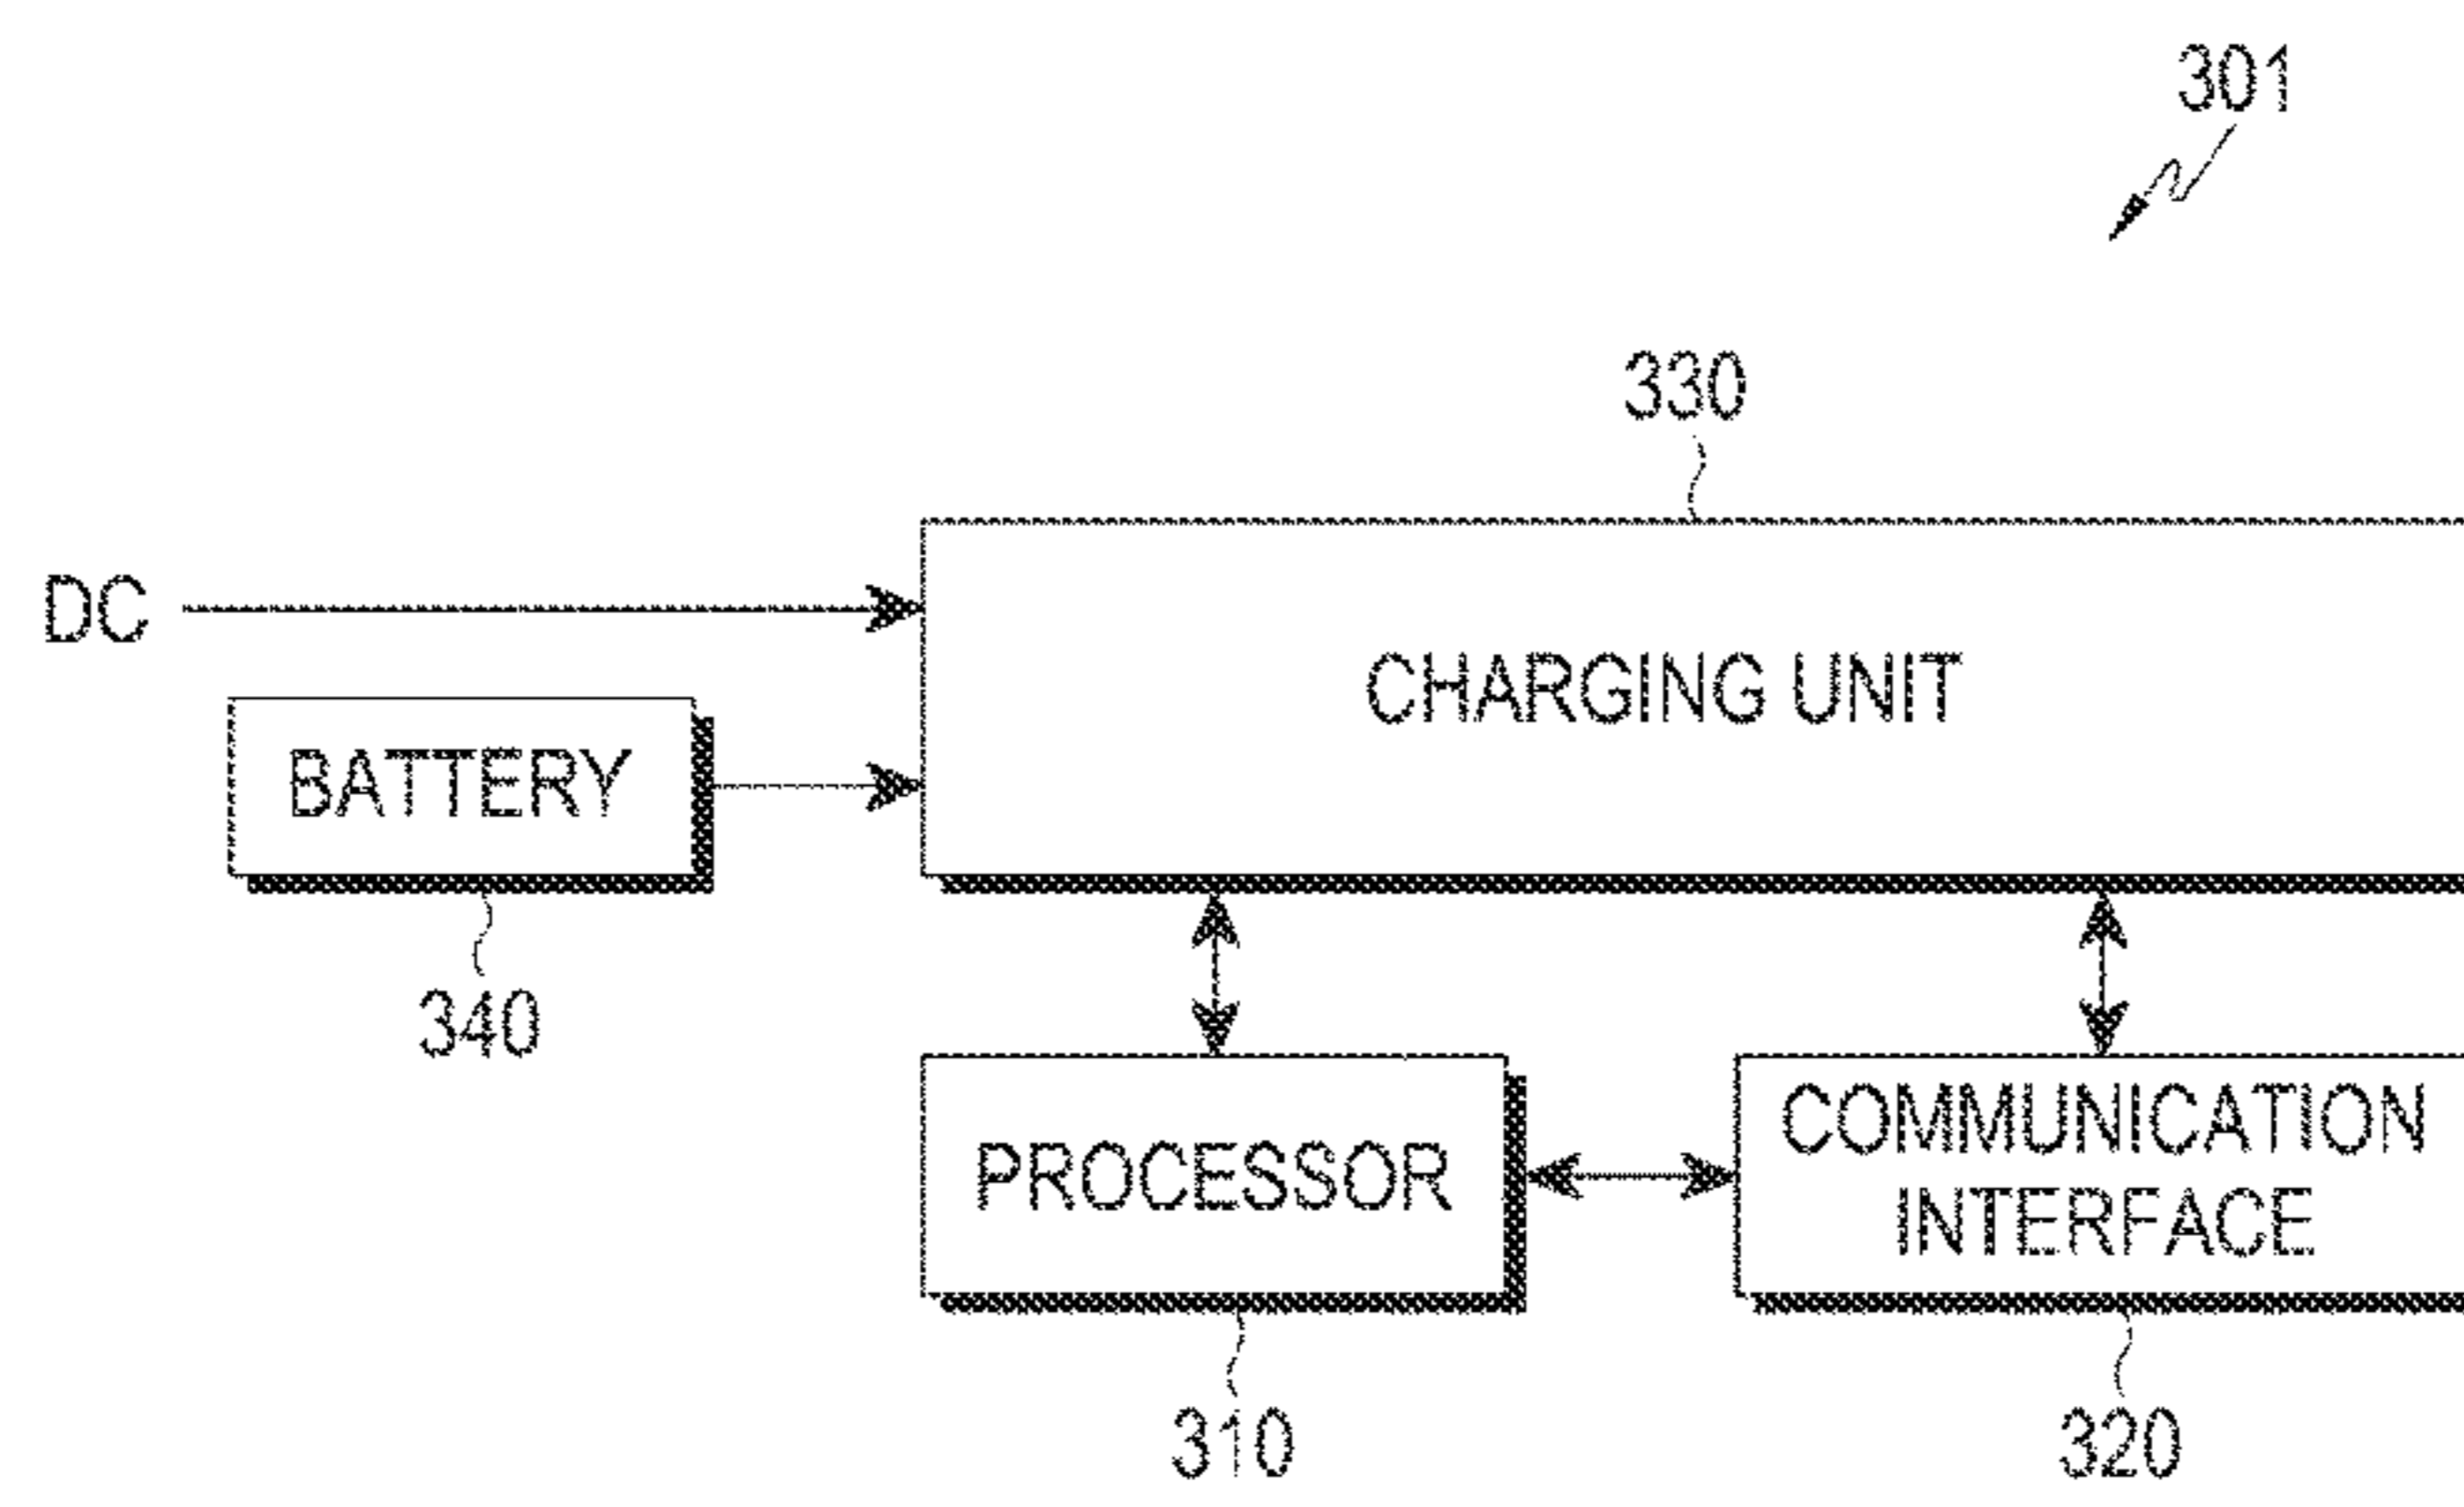 301
330
DC
CHARGING UNIT
BATTERY
340
PROCESSOR
COMMUNICATION
INTERFACE
310
320